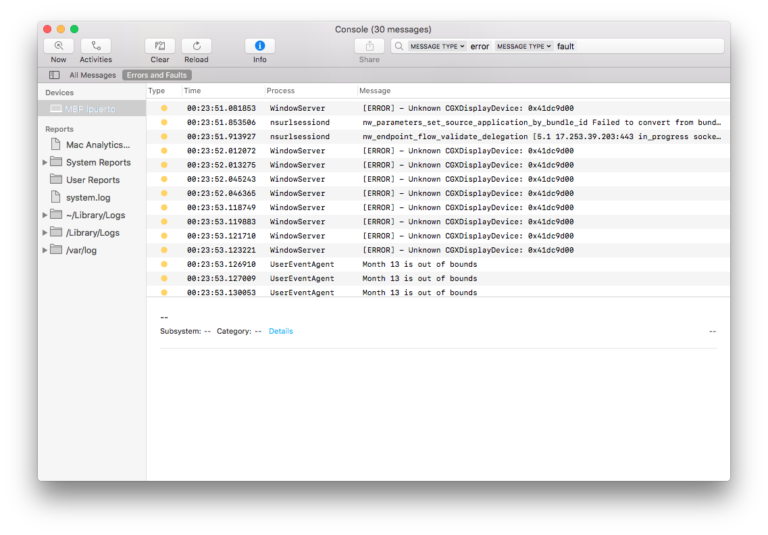 Console (30 messages)
MESSAGE TYPE error MESSAGE TYPE fault
Now Activities Clear Reload Info Share
All Messages Errors and Faults
Devices
MBP lpuerto
Reports
Mac Analytics...
System Reports
User Reports
system.log
~/Library/Logs
/Library/Logs
/var/log
Type Time Process Message
00:23:51.081853 WindowServer [ERROR] - Unknown CGXDisplayDevice: 0x41dc9d00
00:23:51.853506 nsurlsessiond nw_parameters_set_source_application_by_bundle_id Failed to convert from bund…
00:23:51.913927 nsurlsessiond nw_endpoint_flow_validate_delegation [5.1 17.253.39.203:443 in_progress socke…
00:23:52.012072 WindowServer [ERROR] - Unknown CGXDisplayDevice: 0x41dc9d00
00:23:52.013275 WindowServer [ERROR] - Unknown CGXDisplayDevice: 0x41dc9d00
00:23:52.045243 WindowServer [ERROR] - Unknown CGXDisplayDevice: 0x41dc9d00
00:23:52.046365 WindowServer [ERROR] - Unknown CGXDisplayDevice: 0x41dc9d00
00:23:53.118749 WindowServer [ERROR] - Unknown CGXDisplayDevice: 0x41dc9d00
00:23:53.119883 WindowServer [ERROR] - Unknown CGXDisplayDevice: 0x41dc9d00
00:23:53.121710 WindowServer [ERROR] - Unknown CGXDisplayDevice: 0x41dc9d00
00:23:53.123221 WindowServer [ERROR] - Unknown CGXDisplayDevice: 0x41dc9d00
00:23:53.126910 UserEventAgent Month 13 is out of bounds
00:23:53.127009 UserEventAgent Month 13 is out of bounds
00:23:53.130053 UserEventAgent Month 13 is out of bounds
--
Subsystem: -- Category: -- Details --